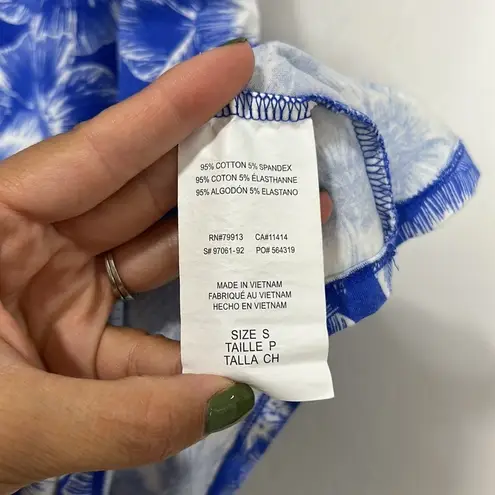 95% COTTON 5% SPANDEX
95% COTON 5% ÉLASTHANNE
95% ALGODÓN 5% ELASTANO
RN#79913 CA#11414
S# 97061-92 PO# 564319
MADE IN VIETNAM
FABRIQUÉ AU VIETNAM
HECHO EN VIETNAM
SIZE S
TAILLE P
TALLA CH